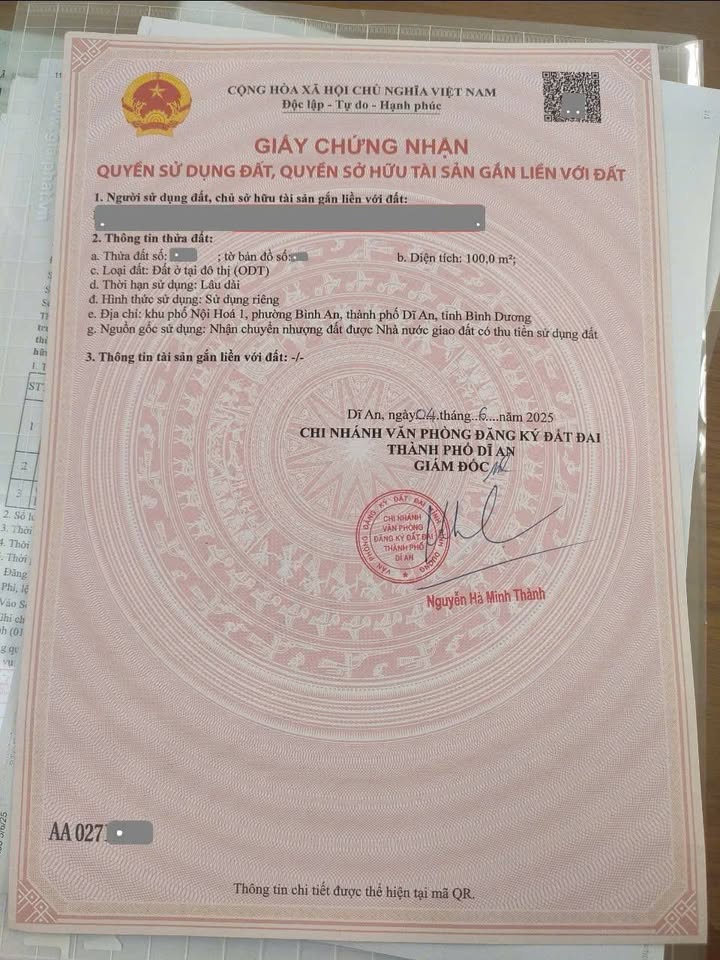 CỘNG HÒA XÃ HỘI CHỦ NGHĨA VIỆT NAM
Độc lập - Tự do - Hạnh phúc
GIẤY CHỨNG NHẬN
QUYỀN SỬ DỤNG ĐẤT, QUYỀN SỞ HỮU TÀI SẢN GẮN LIỀN VỚI ĐẤT
1. Người sử dụng đất, chủ sở hữu tài sản gắn liền với đất:
2. Thông tin thửa đất:
a. Thửa đất số: ; tờ bản đồ số: b. Diện tích: 100,0 m²;
c. Loại đất: Đất ở tại đô thị (ODT)
d. Thời hạn sử dụng: Lâu dài
đ. Hình thức sử dụng: Sử dụng riêng
e. Địa chỉ: khu phố Nội Hoá 1, phường Bình An, thành phố Dĩ An, tỉnh Bình Dương
g. Nguồn gốc sử dụng: Nhận chuyển nhượng đất được Nhà nước giao đất có thu tiền sử dụng đất
3. Thông tin tài sản gắn liền với đất: -/-
Dĩ An, ngày 04 tháng..6....năm 2025
CHI NHÁNH VĂN PHÒNG ĐĂNG KÝ ĐẤT ĐAI
THÀNH PHỐ DĨ AN
GIÁM ĐỐC
VĂN PHÒNG ĐĂNG KÝ ĐẤT ĐAI TỈNH BÌNH DƯƠNG
CHI NHÁNH
VĂN PHÒNG
ĐĂNG KÝ ĐẤT ĐAI
THÀNH PHỐ
DĨ AN
Nguyễn Hà Minh Thành
AA 027
Thông tin chi tiết được thể hiện tại mã QR.